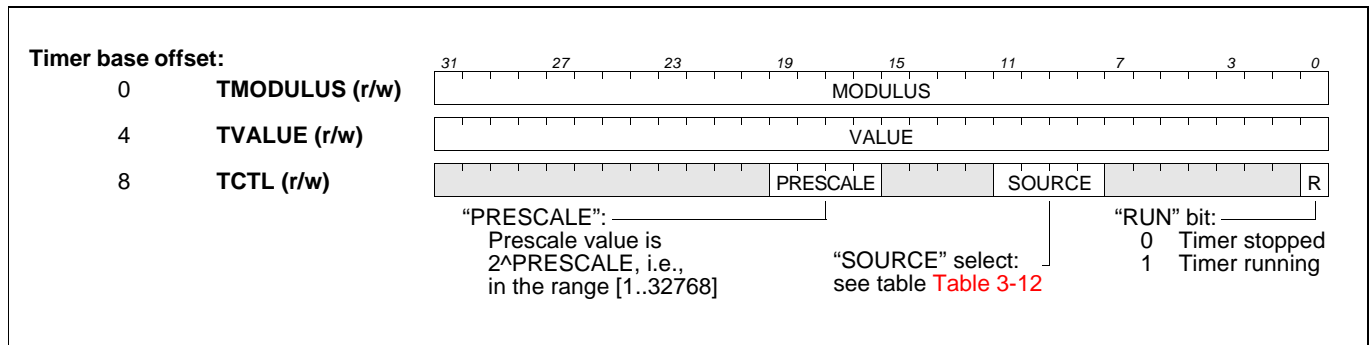 Timer base offset:
31 27 23 19 15 11 7 3 0
0 TMODULUS (r/w) MODULUS
4 TVALUE (r/w) VALUE
8 TCTL (r/w) PRESCALE SOURCE R
“PRESCALE”:
Prescale value is
2^PRESCALE, i.e.,
in the range [1..32768]
“SOURCE” select:
see table Table 3-12
“RUN” bit:
0 Timer stopped
1 Timer running